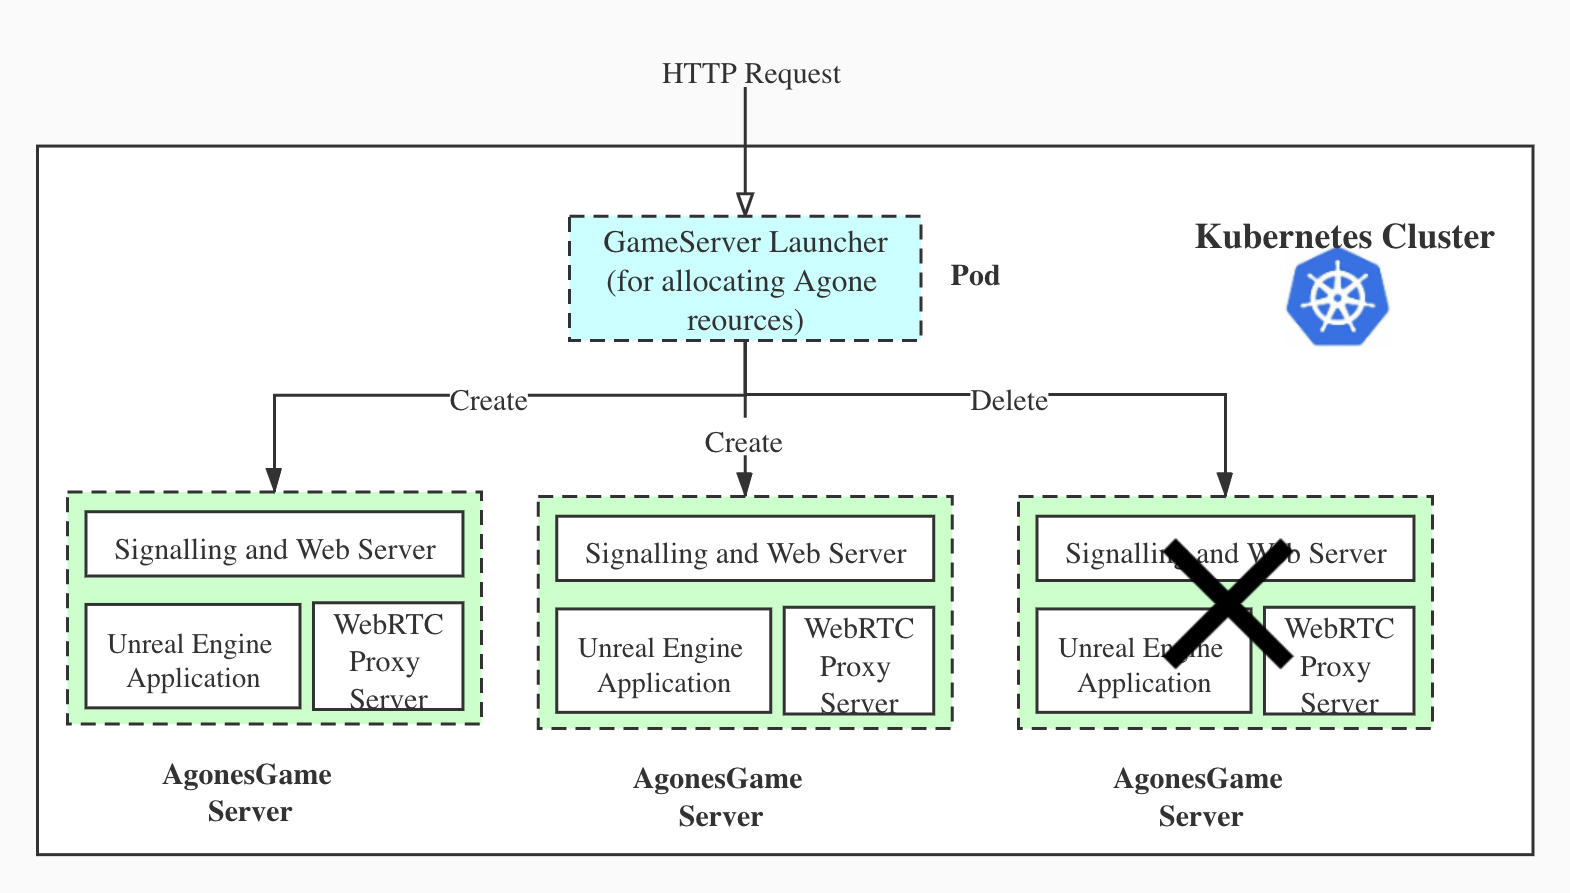 HTTP Request
Kubernetes Cluster
GameServer Launcher
(for allocating Agone
reources)
Pod
Create
Delete
Create
Signalling and Web Server
Unreal Engine
Application
WebRTC
Proxy
Server
AgonesGame
Server
Signalling and Web Server
Unreal Engine
Application
WebRTC
Proxy
Server
AgonesGame
Server
Signalling and Web Server
Unreal Engine
Application
WebRTC
Proxy
Server
AgonesGame
Server